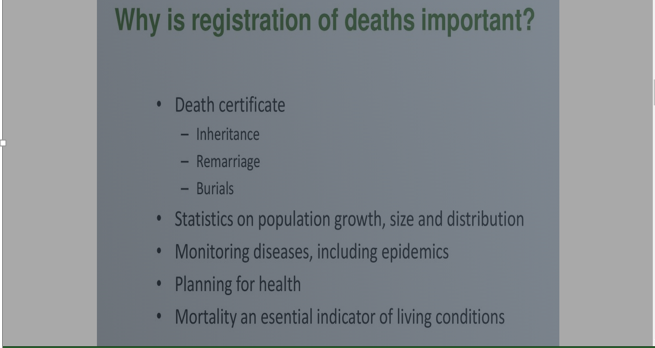 Why is registration of deaths important?
• Death certificate
– Inheritance
– Remarriage
– Burials
• Statistics on population growth, size and distribution
• Monitoring diseases, including epidemics
• Planning for health
• Mortality an esential indicator of living conditions